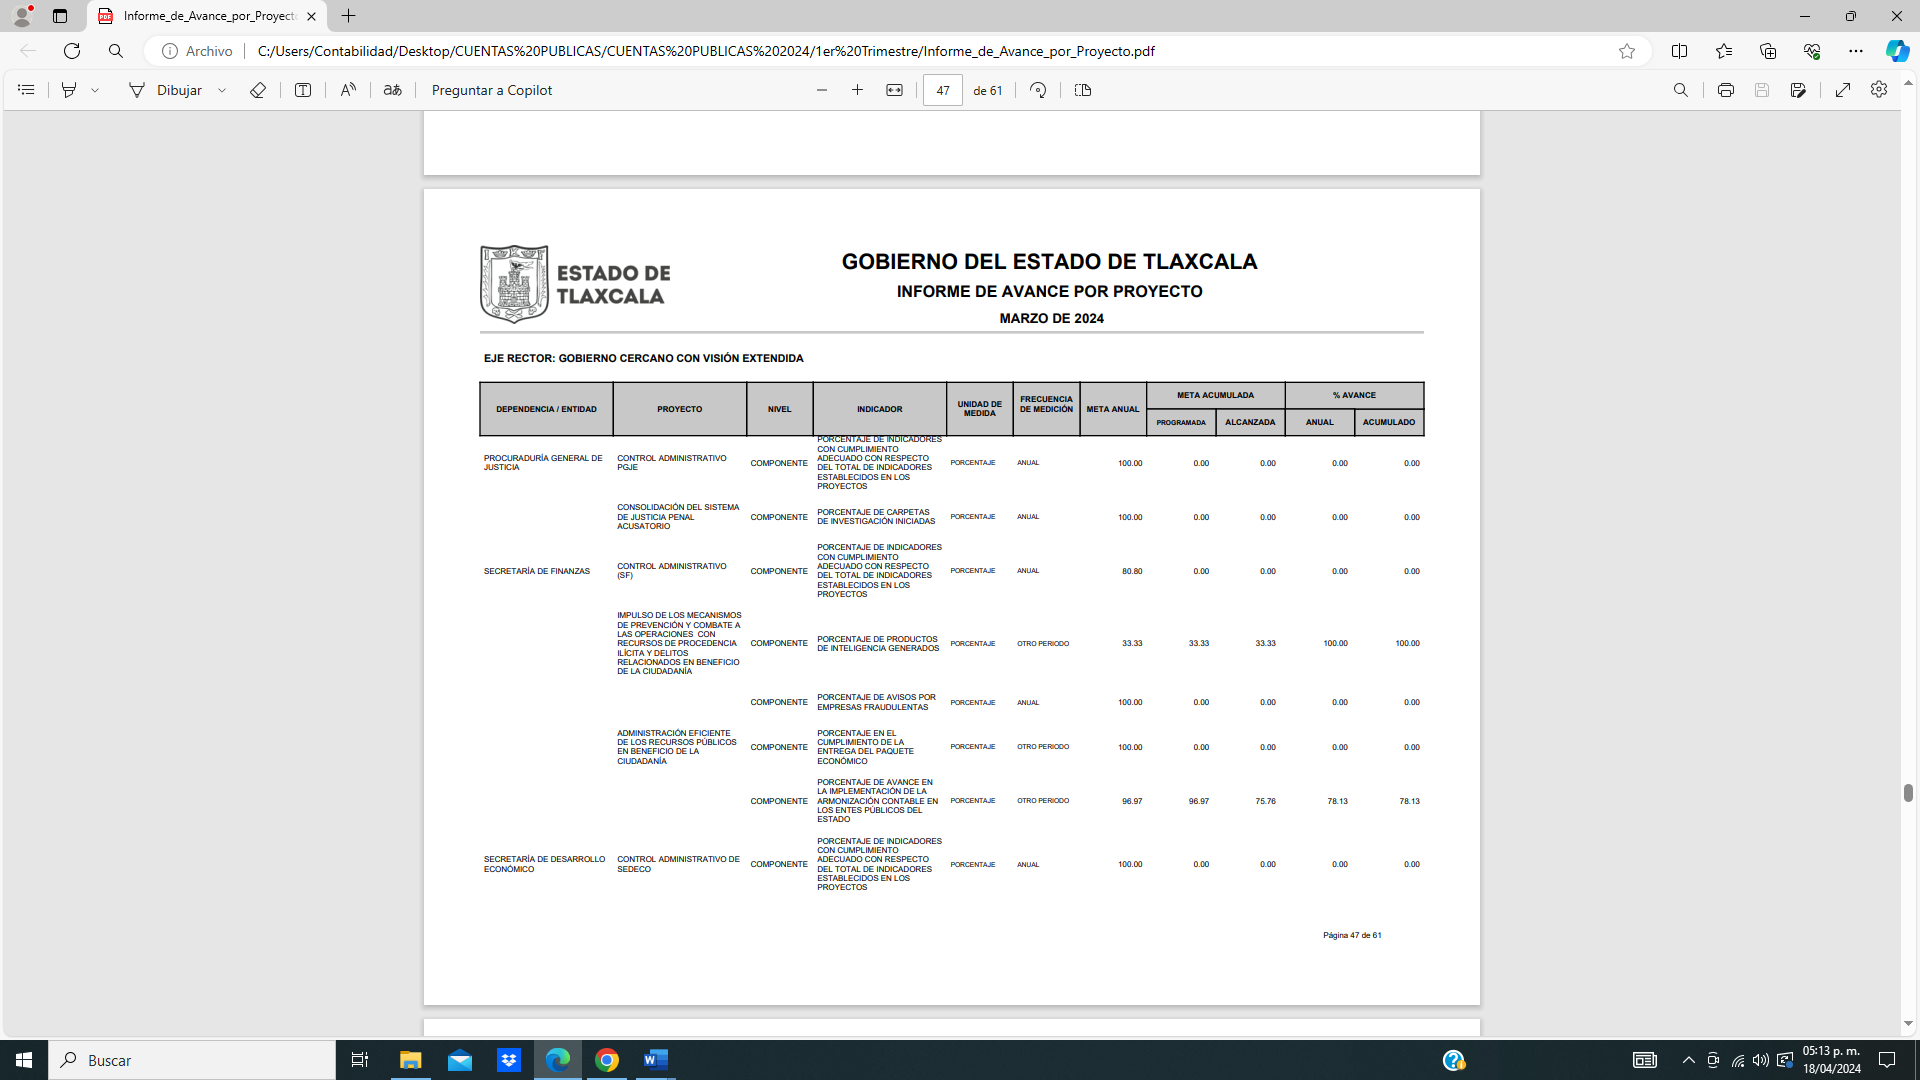 Informe_de_Avance_por_Proyecto
Archivo
C:/Users/Contabilidad/Desktop/CUENTAS%20PUBLICAS/CUENTAS%20PUBLICAS%202024/1er%20Trimestre/Informe_de_Avance_por_Proyecto.pdf
Dibujar
Preguntar a Copilot
47
de 61
ESTADO DE
TLAXCALA
GOBIERNO DEL ESTADO DE TLAXCALA
INFORME DE AVANCE POR PROYECTO
MARZO DE 2024
EJE RECTOR: GOBIERNO CERCANO CON VISIÓN EXTENDIDA
DEPENDENCIA / ENTIDAD PROYECTO NIVEL INDICADOR UNIDAD DE MEDIDA FRECUENCIA DE MEDICIÓN META ANUAL META ACUMULADA % AVANCE
PROGRAMADA ALCANZADA ANUAL ACUMULADO
PROCURADURÍA GENERAL DE JUSTICIA CONTROL ADMINISTRATIVO PGJE COMPONENTE PORCENTAJE DE INDICADORES CON CUMPLIMIENTO ADECUADO CON RESPECTO DEL TOTAL DE INDICADORES ESTABLECIDOS EN LOS PROYECTOS PORCENTAJE ANUAL 100.00 0.00 0.00 0.00 0.00
CONSOLIDACIÓN DEL SISTEMA DE JUSTICIA PENAL ACUSATORIO COMPONENTE PORCENTAJE DE CARPETAS DE INVESTIGACIÓN INICIADAS PORCENTAJE ANUAL 100.00 0.00 0.00 0.00 0.00
SECRETARÍA DE FINANZAS CONTROL ADMINISTRATIVO (SF) COMPONENTE PORCENTAJE DE INDICADORES CON CUMPLIMIENTO ADECUADO CON RESPECTO DEL TOTAL DE INDICADORES ESTABLECIDOS EN LOS PROYECTOS PORCENTAJE ANUAL 80.80 0.00 0.00 0.00 0.00
IMPULSO DE LOS MECANISMOS DE PREVENCIÓN Y COMBATE A LAS OPERACIONES CON RECURSOS DE PROCEDENCIA ILÍCITA Y DELITOS RELACIONADOS EN BENEFICIO DE LA CIUDADANÍA COMPONENTE PORCENTAJE DE PRODUCTOS DE INTELIGENCIA GENERADOS PORCENTAJE OTRO PERIODO 33.33 33.33 33.33 100.00 100.00
COMPONENTE PORCENTAJE DE AVISOS POR EMPRESAS FRAUDULENTAS PORCENTAJE ANUAL 100.00 0.00 0.00 0.00 0.00
ADMINISTRACIÓN EFICIENTE DE LOS RECURSOS PÚBLICOS EN BENEFICIO DE LA CIUDADANÍA COMPONENTE PORCENTAJE EN EL CUMPLIMIENTO DE LA ENTREGA DEL PAQUETE ECONÓMICO PORCENTAJE OTRO PERIODO 100.00 0.00 0.00 0.00 0.00
COMPONENTE PORCENTAJE DE AVANCE EN LA IMPLEMENTACIÓN DE LA ARMONIZACIÓN CONTABLE EN LOS ENTES PÚBLICOS DEL ESTADO PORCENTAJE OTRO PERIODO 96.97 96.97 75.76 78.13 78.13
SECRETARÍA DE DESARROLLO ECONÓMICO CONTROL ADMINISTRATIVO DE SEDECO COMPONENTE PORCENTAJE DE INDICADORES CON CUMPLIMIENTO ADECUADO CON RESPECTO DEL TOTAL DE INDICADORES ESTABLECIDOS EN LOS PROYECTOS PORCENTAJE ANUAL 100.00 0.00 0.00 0.00 0.00
Página 47 de 61
Buscar
05:13 p. m.
18/04/2024